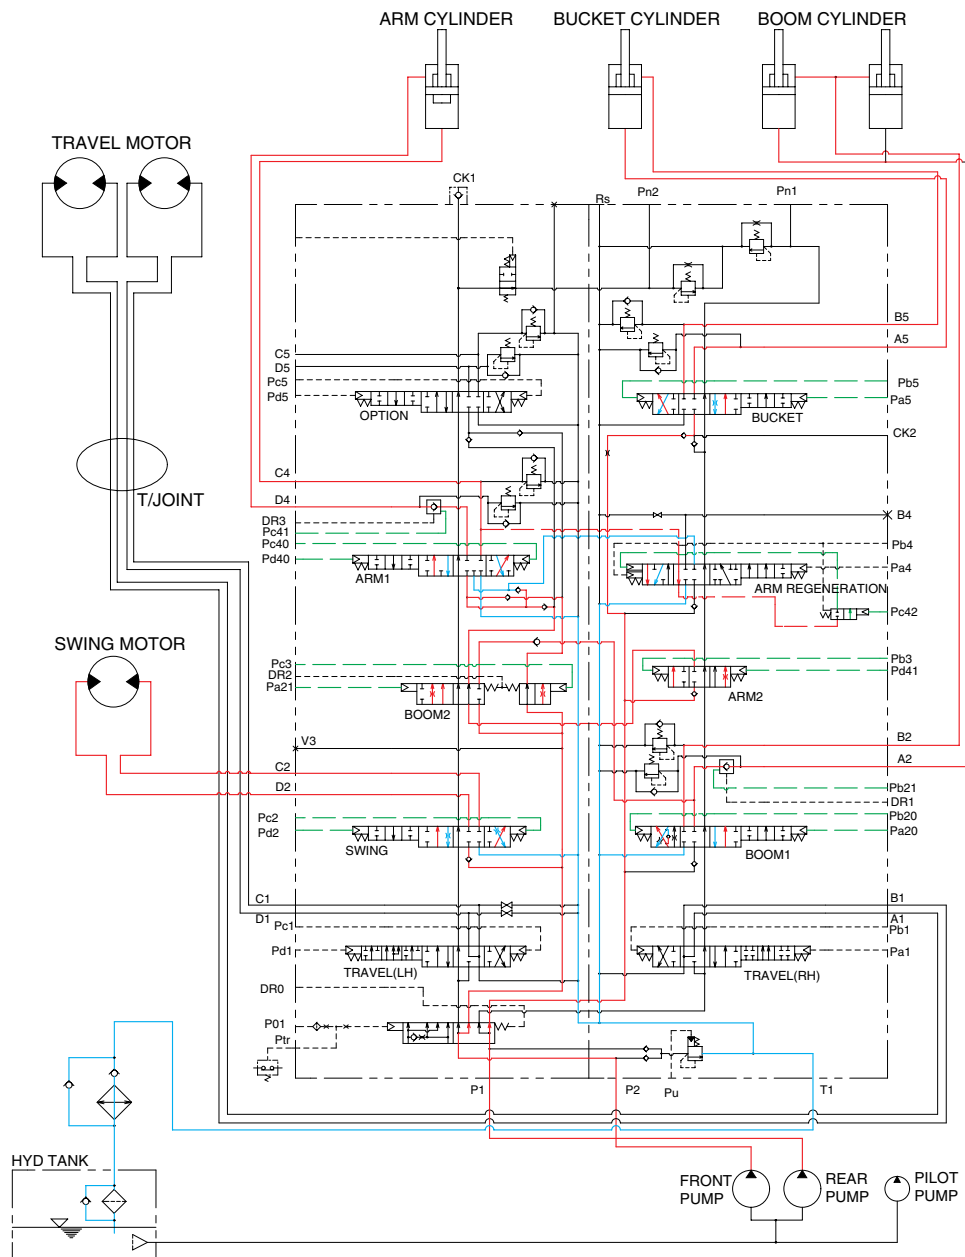 ARM CYLINDER BUCKET CYLINDER BOOM CYLINDER
TRAVEL MOTOR
CK1
Rs
Pn2
Pn1
B5
C5
A5
D5
Pc5
Pb5
Pd5
Pa5
OPTION
BUCKET
CK2
C4
T/JOINT
D4
B4
DR3
Pc41
Pc40
Pb4
Pd40
Pa4
ARM1
ARM REGENERATION
Pc42
SWING MOTOR
Pc3
Pb3
DR2
Pd41
Pa21
ARM2
BOOM2
V3
B2
C2
A2
D2
Pb21
DR1
Pc2
Pb20
Pd2
Pa20
SWING
BOOM1
C1
B1
D1
A1
Pc1
Pb1
Pd1
Pa1
TRAVEL(LH)
TRAVEL(RH)
DR0
P01
Ptr
P1
P2
Pu
T1
HYD TANK
FRONT
PUMP
REAR
PUMP
PILOT
PUMP